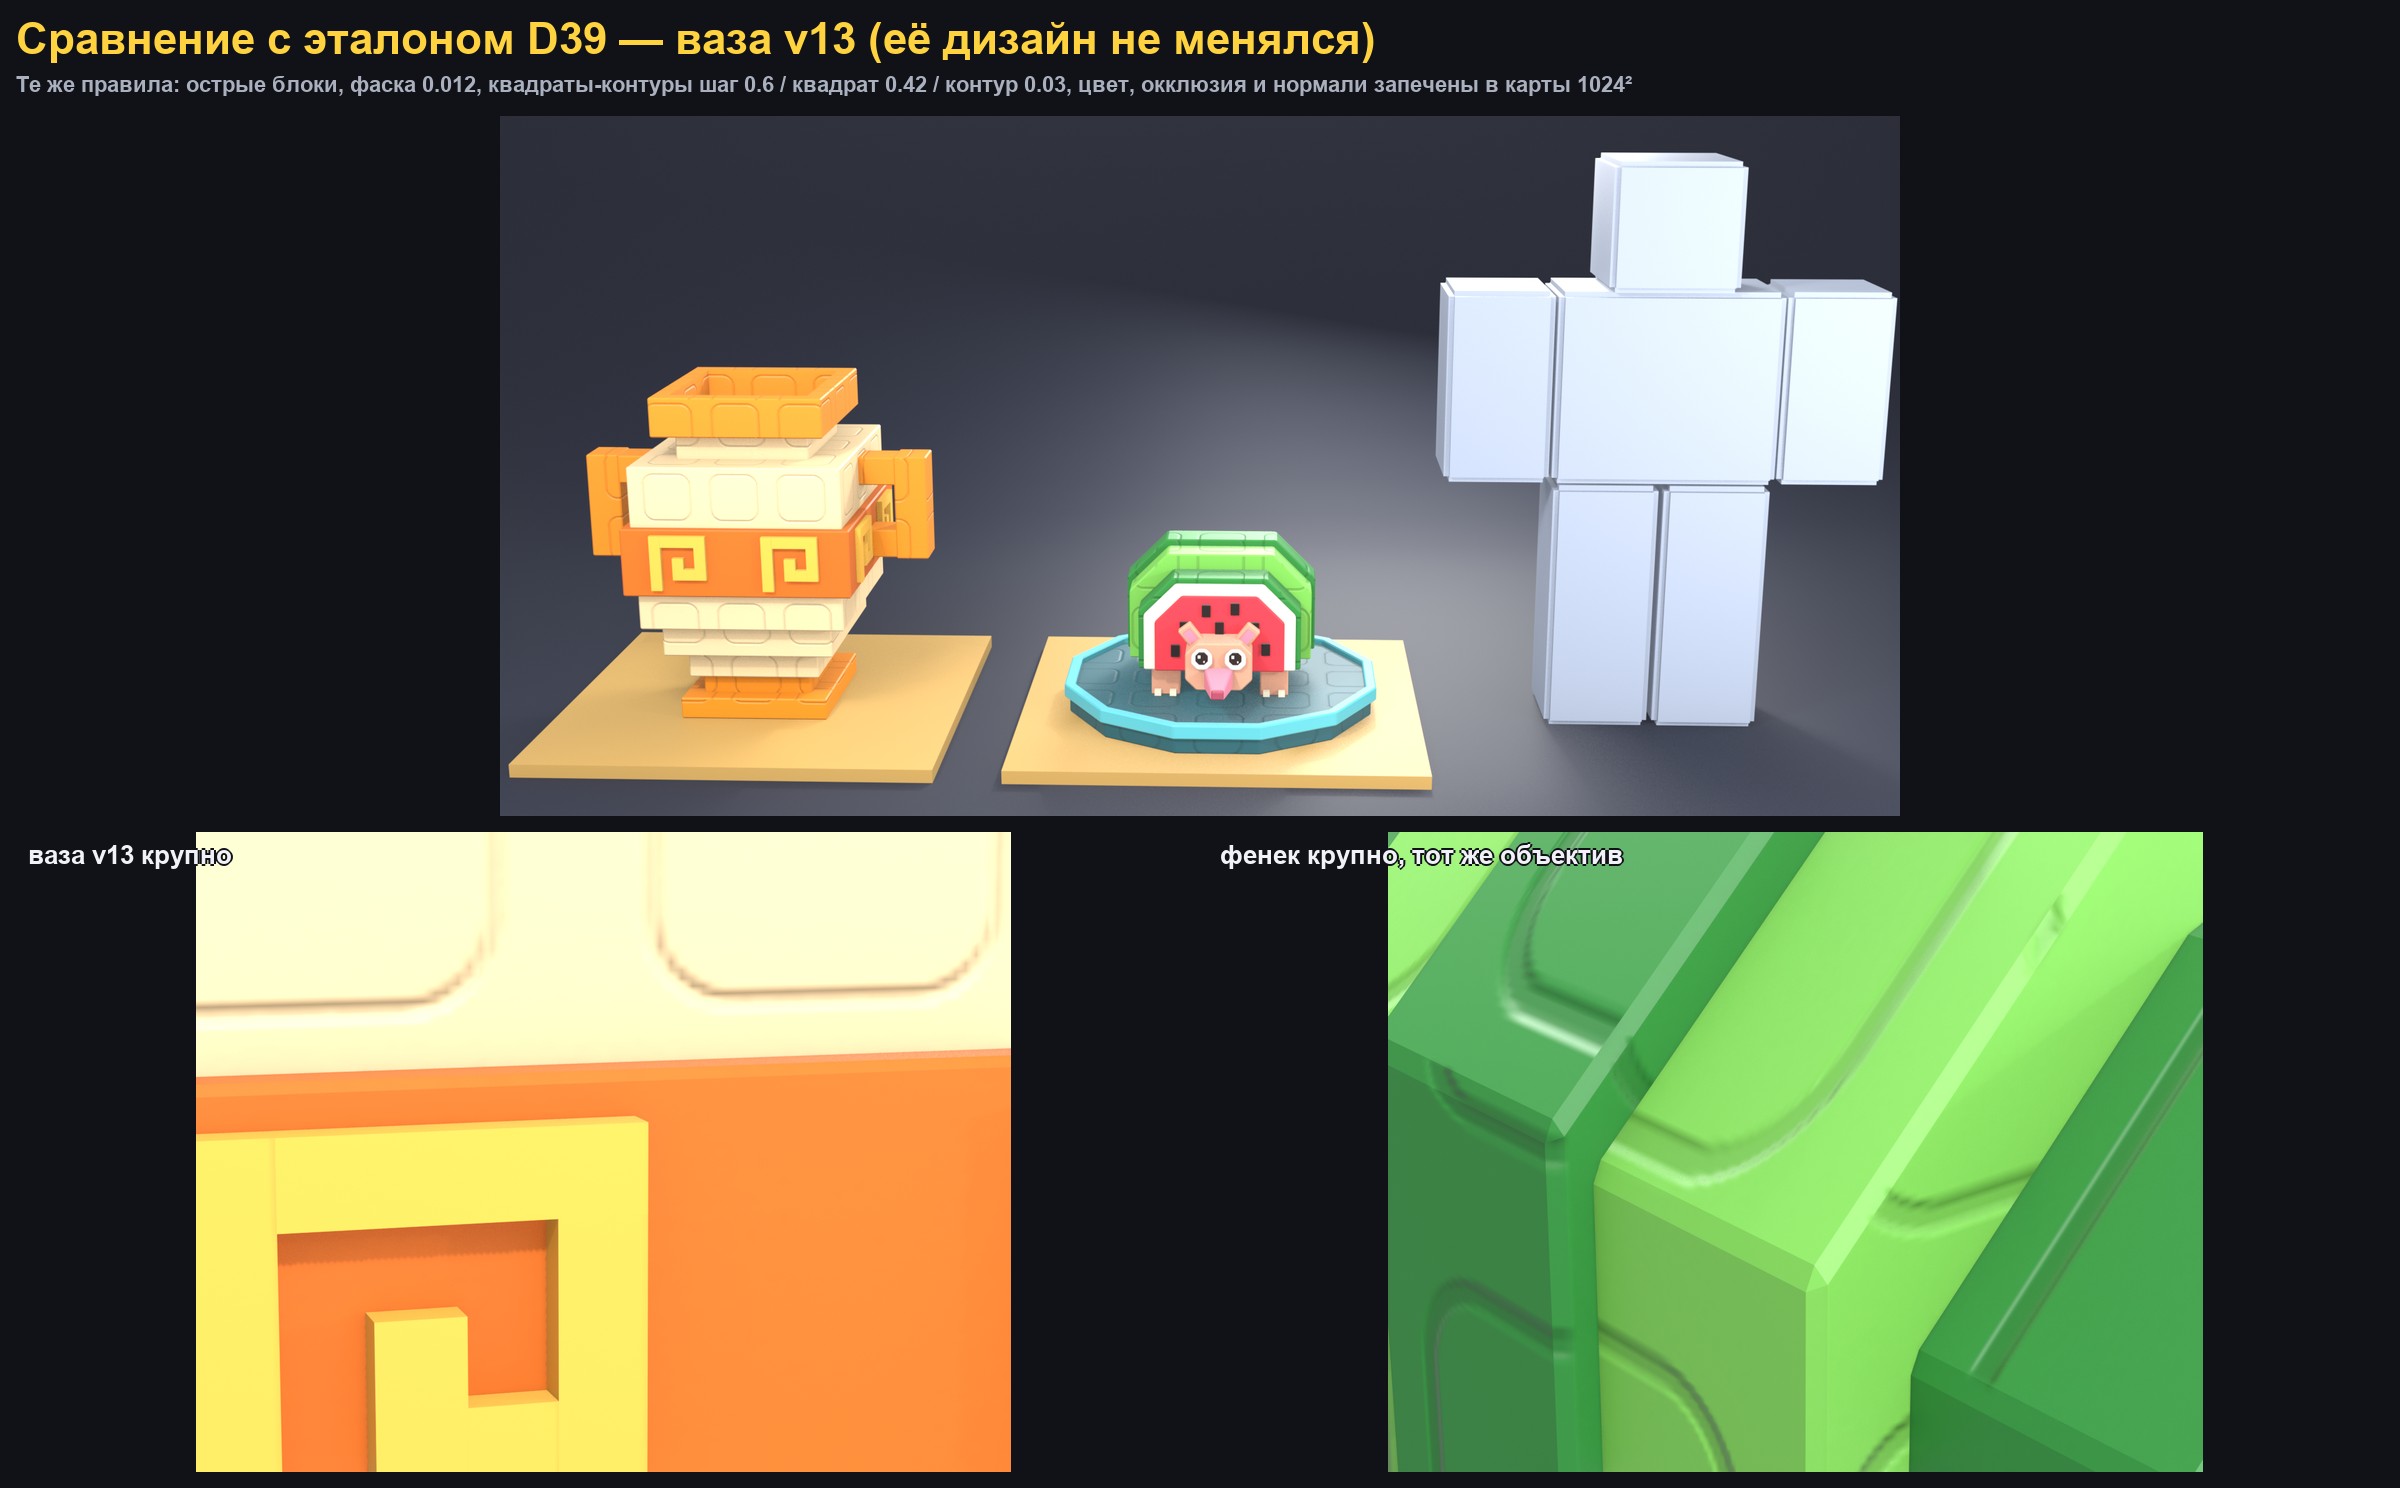 Сравнение с эталоном D39 — ваза v13 (её дизайн не менялся)
Те же правила: острые блоки, фаска 0.012, квадраты-контуры шаг 0.6 / квадрат 0.42 / контур 0.03, цвет, окклюзия и нормали запечены в карты 1024²
ваза v13 крупно
фенек крупно, тот же объектив